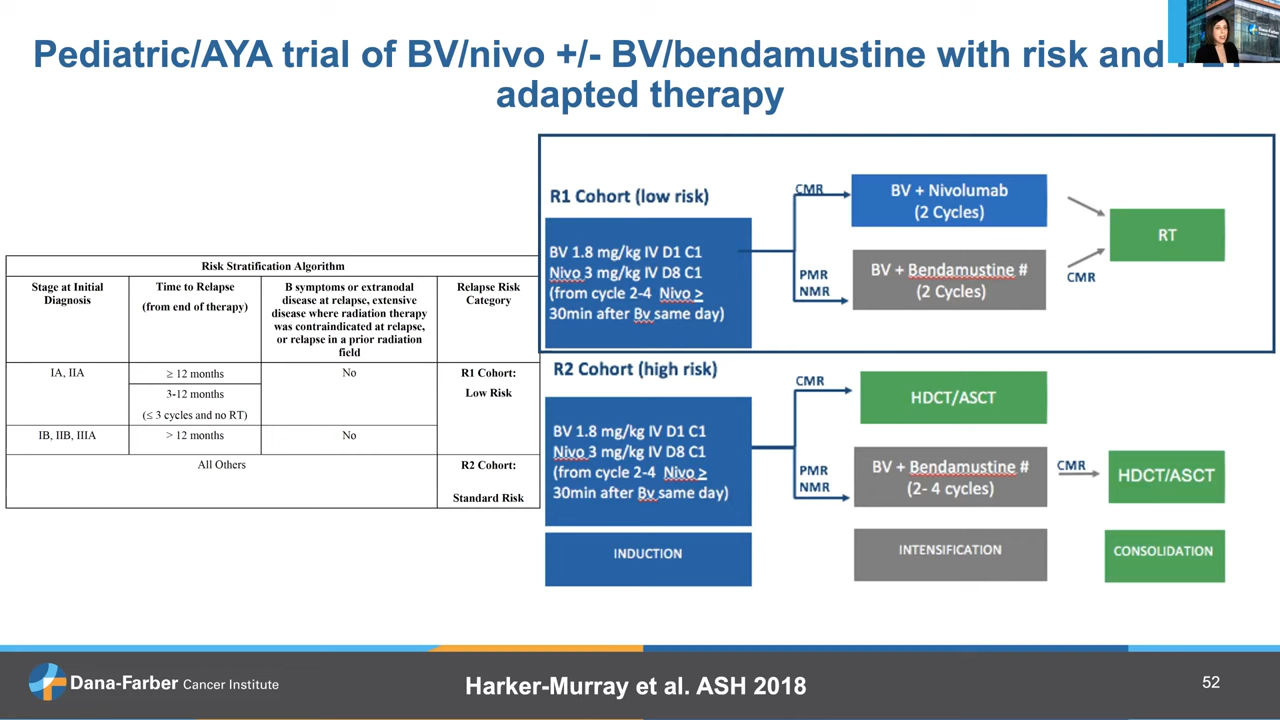 Pediatric/AYA trial of BV/nivo +/- BV/bendamustine with risk and
adapted therapy
Risk Stratification Algorithm
Stage at Initial
Diagnosis
Time to Relapse
(from end of therapy)
B symptoms or extranodal
disease at relapse, extensive
disease where radiation therapy
was contraindicated at relapse,
or relapse in a prior radiation
field
Relapse Risk
Category
IA, IIA
≥ 12 months
3-12 months
(≤ 3 cycles and no RT)
No
R1 Cohort:
Low Risk
IB, IIB, IIIA
> 12 months
No
All Others
R2 Cohort:
Standard Risk
R1 Cohort (low risk)
BV 1.8 mg/kg IV D1 C1
Nivo 3 mg/kg IV D8 C1
(from cycle 2-4 Nivo >
30min after Bv same day)
CMR
BV + Nivolumab
(2 Cycles)
PMR
NMR
BV + Bendamustine #
(2 Cycles)
CMR
RT
R2 Cohort (high risk)
BV 1.8 mg/kg IV D1 C1
Nivo 3 mg/kg IV D8 C1
(from cycle 2-4 Nivo >
30min after Bv same day)
CMR
HDCT/ASCT
PMR
NMR
BV + Bendamustine #
(2- 4 cycles)
CMR
HDCT/ASCT
INDUCTION
INTENSIFICATION
CONSOLIDATION
Dana-Farber Cancer Institute
Harker-Murray et al. ASH 2018
52
Dana-Farber